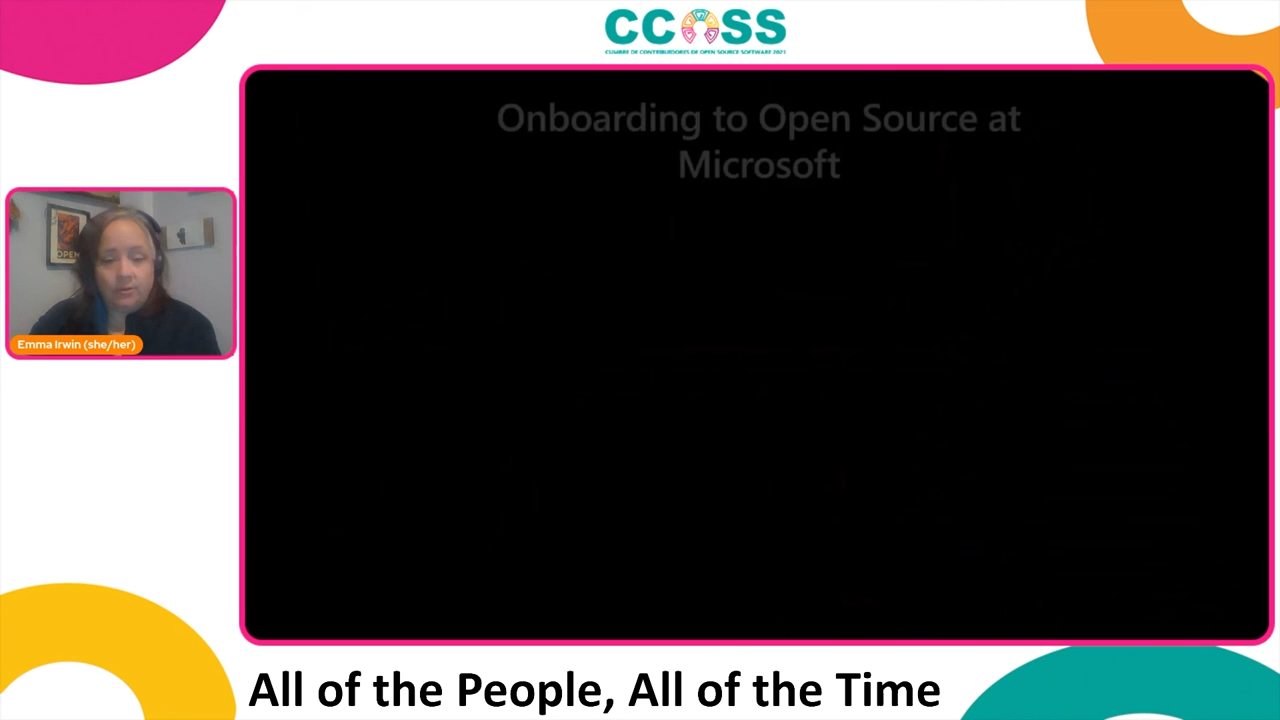 CCOSS
CUMBRE DE CONTRIBUIDORES DE OPEN SOURCE SOFTWARE 2021
Onboarding to Open Source at
Microsoft
OPEN
Emma Irwin (she/her)
All of the People, All of the Time